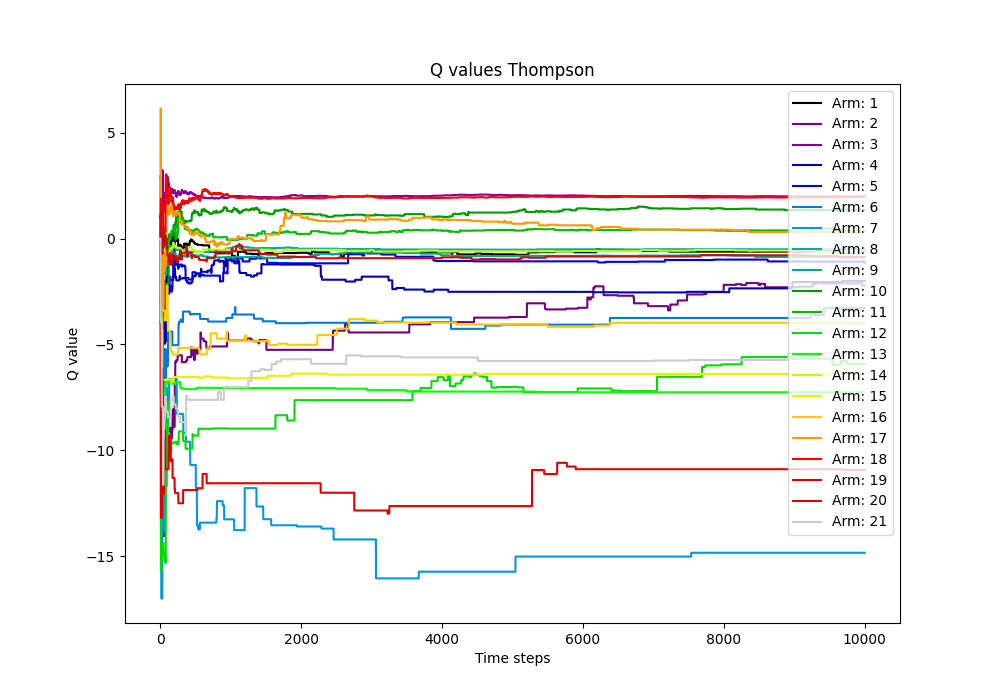 Q values Thompson
Q value
5
0
−5
−10
−15
0
2000
4000
6000
8000
10000
Time steps
Arm: 1
Arm: 2
Arm: 3
Arm: 4
Arm: 5
Arm: 6
Arm: 7
Arm: 8
Arm: 9
Arm: 10
Arm: 11
Arm: 12
Arm: 13
Arm: 14
Arm: 15
Arm: 16
Arm: 17
Arm: 18
Arm: 19
Arm: 20
Arm: 21